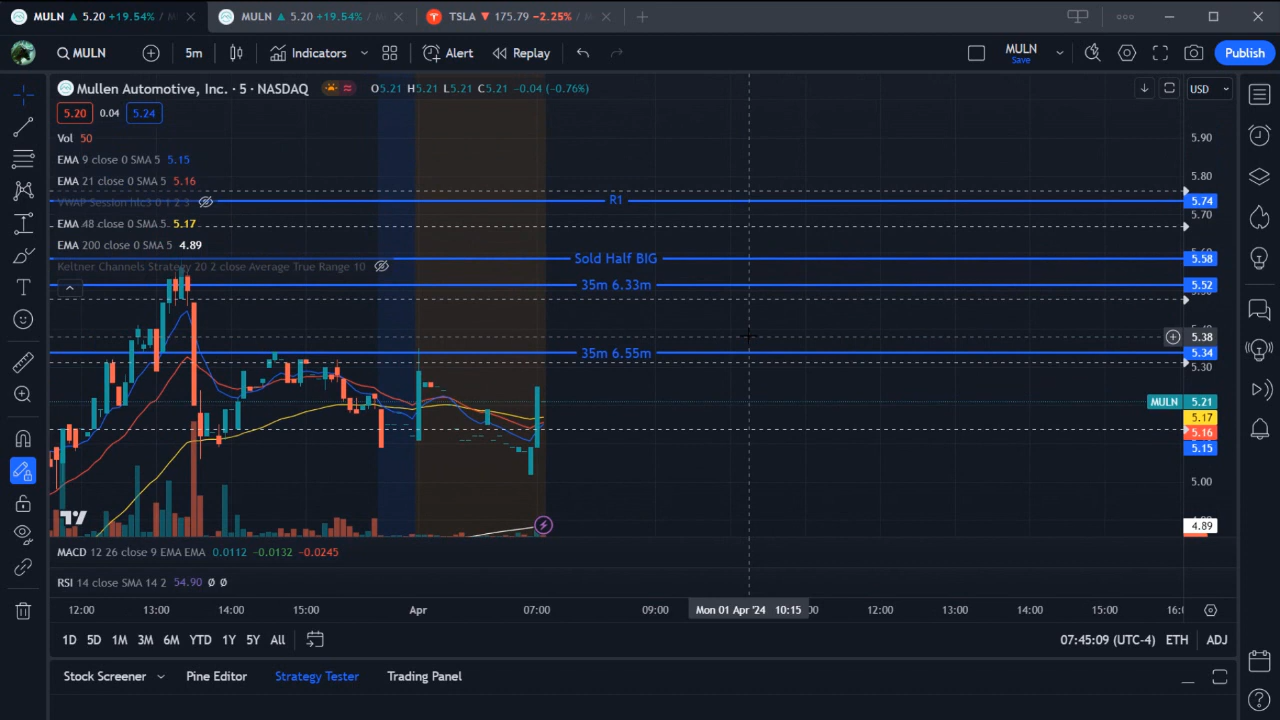 MULN ▲ 5.20 +19.54% / M
MULN ▲ 5.20 +19.54% / M
TSLA ▼ 175.79 −2.25% / M
MULN
5m
Indicators
Alert
Replay
MULN
Save
Publish
Mullen Automotive, Inc. · 5 · NASDAQ
O5.21 H5.21 L5.21 C5.21 -0.04 (-0.76%)
USD
5.20 0.04 5.24
Vol 50
EMA 9 close 0 SMA 5 5.15
EMA 21 close 0 SMA 5 5.16
VWAP Session hlc3 0 1 2 3
EMA 48 close 0 SMA 5 5.17
EMA 200 close 0 SMA 5 4.89
Keltner Channels Strategy 20 2 close Average True Range 10
R1
Sold Half BIG
35m 6.33m
35m 6.55m
5.90
5.80
5.74
5.70
5.58
5.52
5.38
5.34
5.30
MULN 5.21
5.17
5.16
5.15
5.00
4.89
MACD 12 26 close 9 EMA EMA 0.0112 -0.0132 -0.0245
RSI 14 close SMA 14 2 54.90 Ø Ø
12:00 13:00 14:00 15:00 Apr 07:00 09:00 Mon 01 Apr '24 10:15 12:00 13:00 14:00 15:00
1D 5D 1M 3M 6M YTD 1Y 5Y All
07:45:09 (UTC-4) ETH ADJ
Stock Screener Pine Editor Strategy Tester Trading Panel